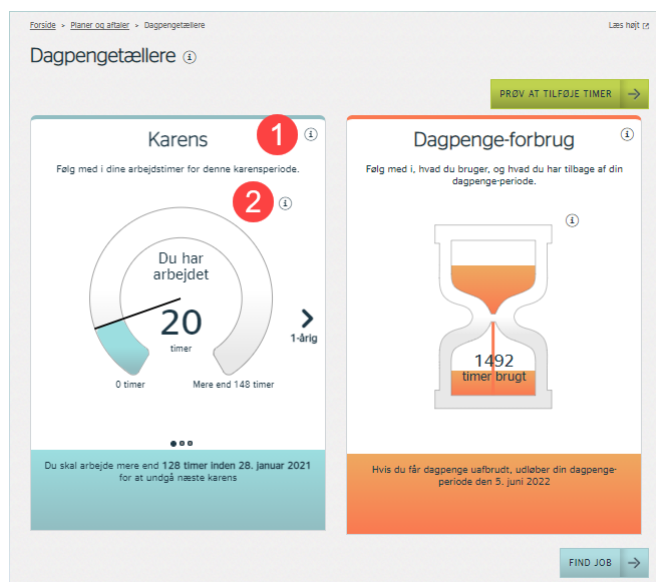 Forside > Planer og aftaler > Dagpengetællere
Læs højt
Dagpengetællere
PRØV AT TILFØJE TIMER
Karens
1
Følg med i dine arbejdstimer for denne karensperiode.
2
Du har
arbejdet
20
timer
0 timer
Mere end 148 timer
1-årig
Du skal arbejde mere end 128 timer inden 28. januar 2021
for at undgå næste karens
Dagpenge-forbrug
Følg med i, hvad du bruger, og hvad du har tilbage af din
dagpenge-periode.
1492
timer brugt
Hvis du får dagpenge uafbrudt, udløber din dagpenge-
periode den 5. juni 2022
FIND JOB